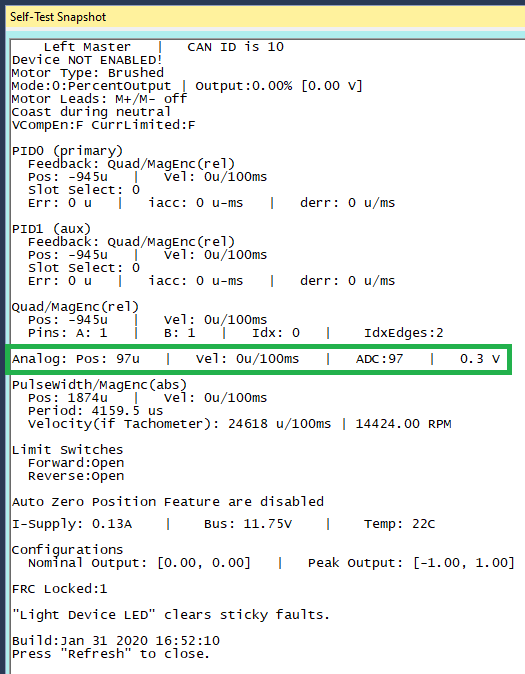 Self-Test Snapshot
Left Master | CAN ID is 10
Device NOT ENABLED!
Motor Type: Brushed
Mode:0:PercentOutput | Output:0.00% [0.00 V]
Motor Leads: M+/M- off
Coast during neutral
VCompEn:F CurrLimited:F
PID0 (primary)
Feedback: Quad/MagEnc(rel)
Pos: -945u | Vel: 0u/100ms
Slot Select: 0
Err: 0 u | iacc: 0 u-ms | derr: 0 u/ms
PID1 (aux)
Feedback: Quad/MagEnc(rel)
Pos: -945u | Vel: 0u/100ms
Slot Select: 0
Err: 0 u | iacc: 0 u-ms | derr: 0 u/ms
Quad/MagEnc(rel)
Pos: -945u | Vel: 0u/100ms
Pins: A: 1 | B: 1 | Idx: 0 | IdxEdges:2
Analog: Pos: 97u | Vel: 0u/100ms | ADC:97 | 0.3 V
PulseWidth/MagEnc(abs)
Pos: 1874u | Vel: 0u/100ms
Period: 4159.5 us
Velocity(if Tachometer): 24618 u/100ms | 14424.00 RPM
Limit Switches
Forward:Open
Reverse:Open
Auto Zero Position Feature are disabled
I-Supply: 0.13A | Bus: 11.75V | Temp: 22C
Configurations
Nominal Output: [0.00, 0.00] | Peak Output: [-1.00, 1.00]
FRC Locked:1
"Light Device LED" clears sticky faults.
Build:Jan 31 2020 16:52:10
Press "Refresh" to close.